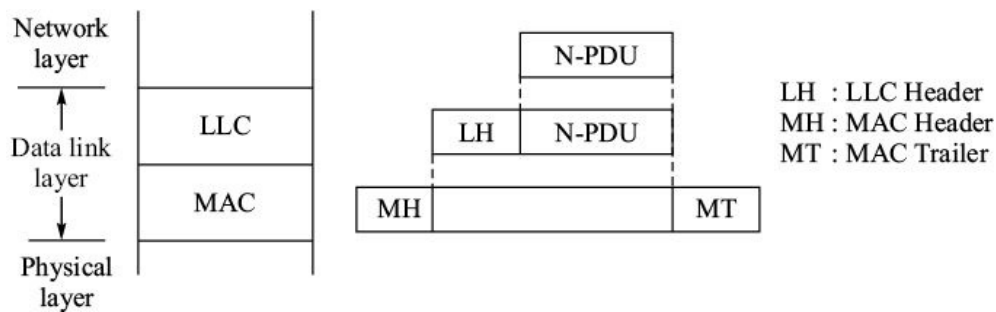 Network
layer
Data link
layer
Physical
layer
LLC
MAC
N-PDU
LH N-PDU
MH MT
LH : LLC Header
MH : MAC Header
MT : MAC Trailer